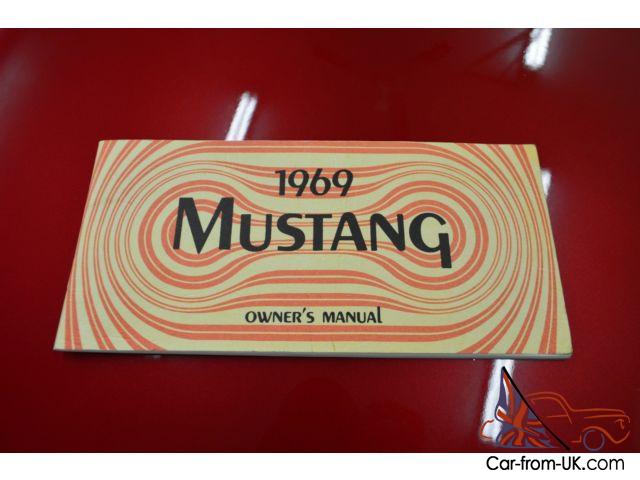 1969
MUSTANG
OWNER'S MANUAL
Car-from-UK.com